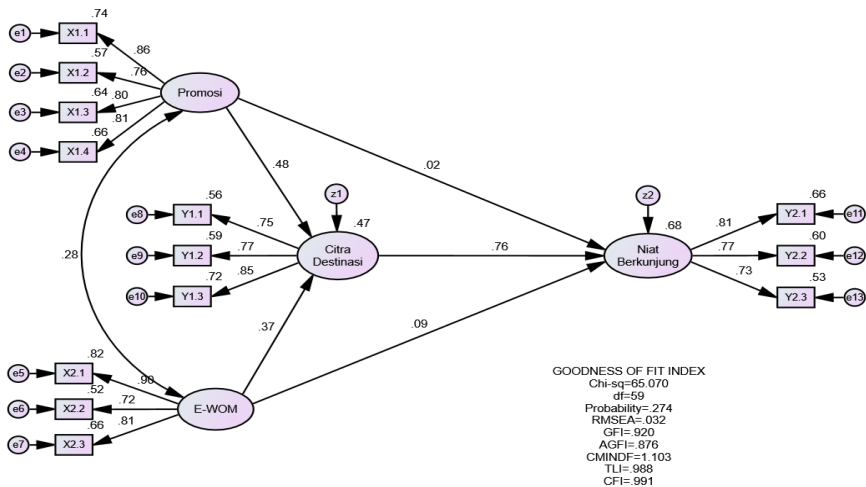 .74
e1 X1.1
.86
.57
e2 X1.2 .76
Promosi
.64 .80
e3 X1.3
.81
.66
e4 X1.4
.48
.02
.28
z1
z2
.56
e8 Y1.1
.47
.75
.59
e9 Y1.2 .77
Citra
Destinasi
.72 .85
e10 Y1.3
.76
.68
Niat
Berkunjung
.66
.81 Y2.1 e11
.60
.77 Y2.2 e12
.73 .53
Y2.3 e13
.37
.09
.82
e5 X2.1
.90
.52
e6 X2.2 .72
E-WOM
.66 .81
e7 X2.3
GOODNESS OF FIT INDEX
Chi-sq=65.070
df=59
Probability=.274
RMSEA=.032
GFI=.920
AGFI=.876
CMINDF=1.103
TLI=.988
CFI=.991